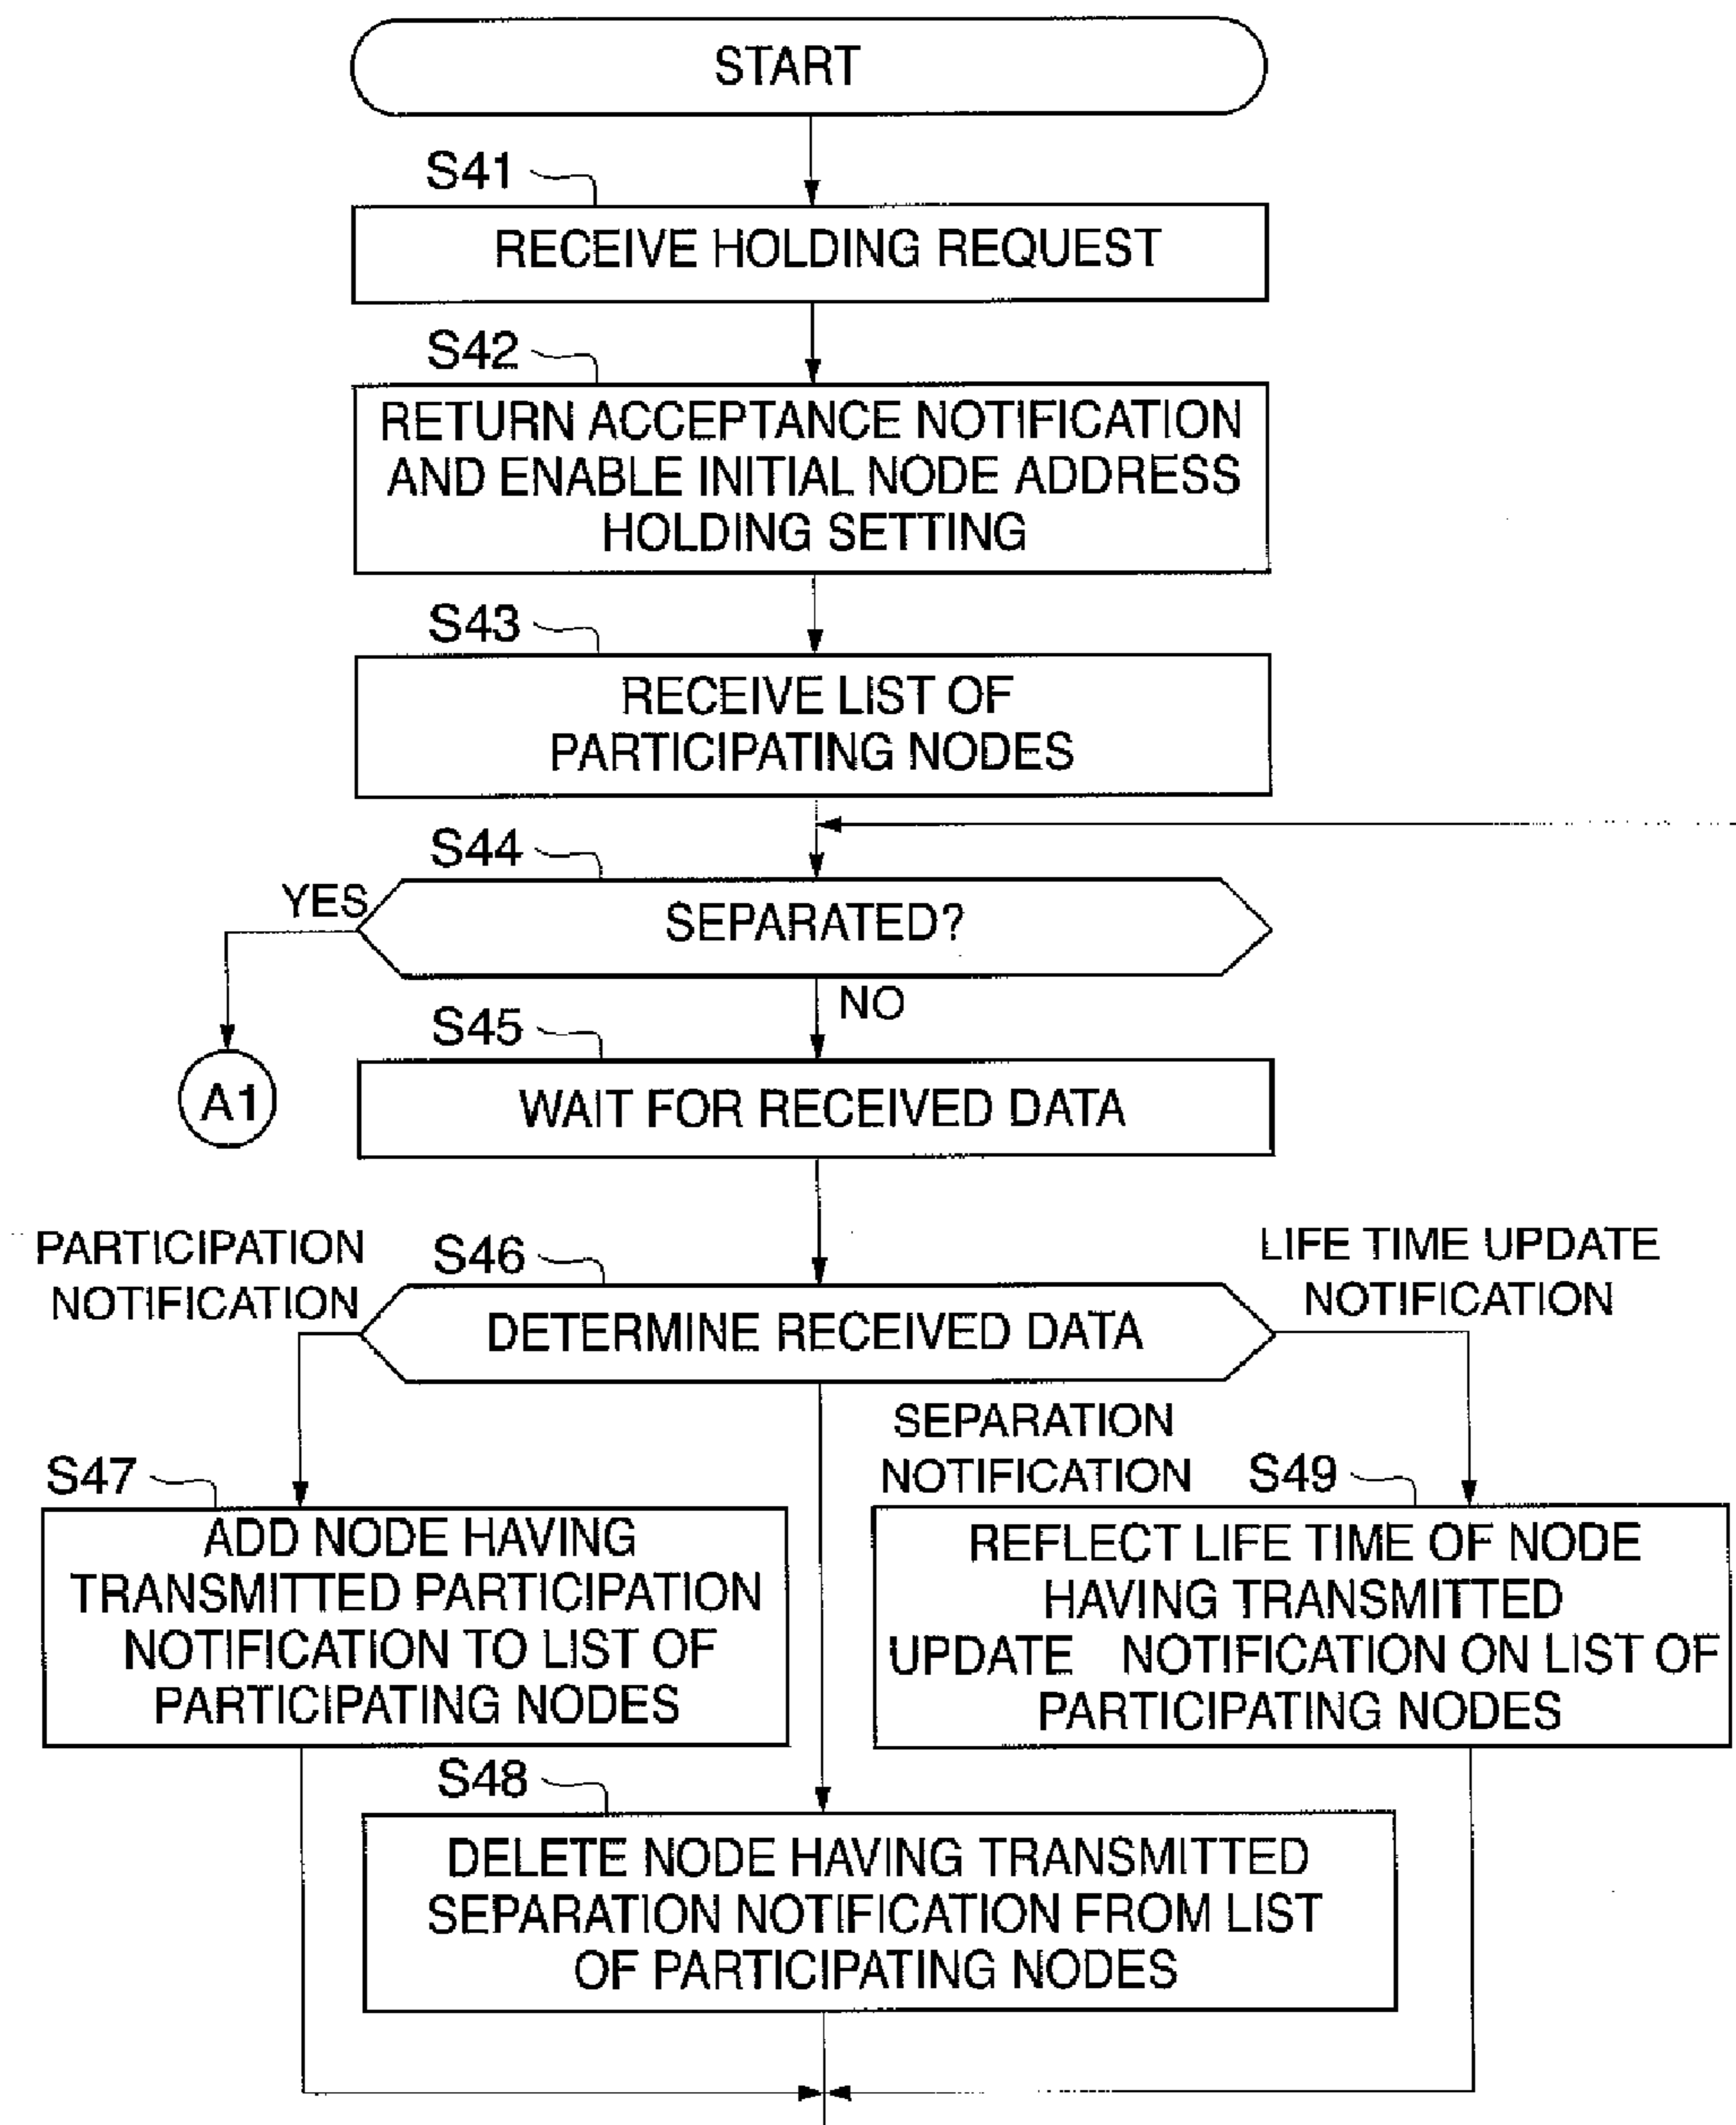 START
S41
RECEIVE HOLDING REQUEST
S42
RETURN ACCEPTANCE NOTIFICATION
AND ENABLE INITIAL NODE ADDRESS
HOLDING SETTING
S43
RECEIVE LIST OF
PARTICIPATING NODES
S44
YES
SEPARATED?
NO
A1
S45
WAIT FOR RECEIVED DATA
PARTICIPATION
NOTIFICATION
S46
LIFE TIME UPDATE
NOTIFICATION
DETERMINE RECEIVED DATA
SEPARATION
NOTIFICATION
S47
ADD NODE HAVING
TRANSMITTED PARTICIPATION
NOTIFICATION TO LIST OF
PARTICIPATING NODES
S49
REFLECT LIFE TIME OF NODE
HAVING TRANSMITTED
UPDATE NOTIFICATION ON LIST OF
PARTICIPATING NODES
S48
DELETE NODE HAVING TRANSMITTED
SEPARATION NOTIFICATION FROM LIST
OF PARTICIPATING NODES